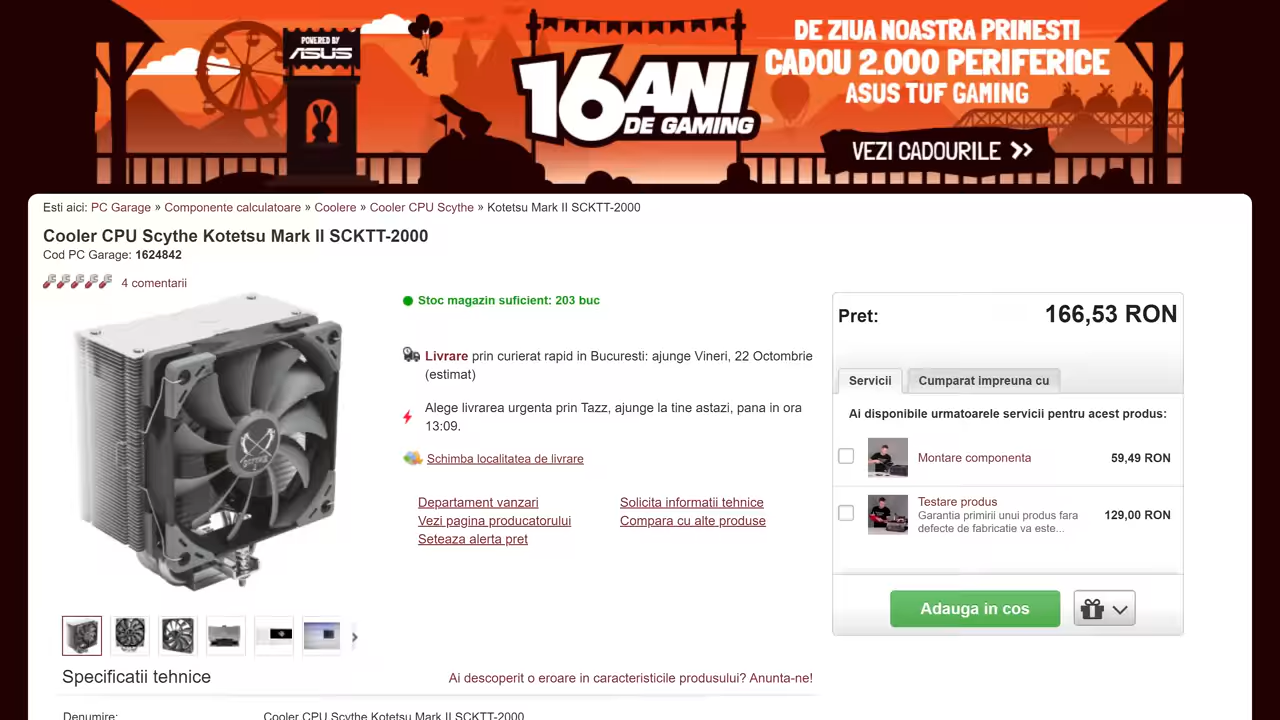 POWERED BY
ASUS
16 ANI
DE GAMING
DE ZIUA NOASTRA PRIMESTI
CADOU 2.000 PERIFERICE
ASUS TUF GAMING
VEZI CADOURILE >>
Esti aici: PC Garage » Componente calculatoare » Coolere » Cooler CPU Scythe » Kotetsu Mark II SCKTT-2000
Cooler CPU Scythe Kotetsu Mark II SCKTT-2000
Cod PC Garage: 1624842
4 comentarii
Stoc magazin suficient: 203 buc
Livrare prin curierat rapid in Bucuresti: ajunge Vineri, 22 Octombrie
(estimat)
Alege livrarea urgenta prin Tazz, ajunge la tine astazi, pana in ora
13:09.
Schimba localitatea de livrare
Departament vanzari
Solicita informatii tehnice
Vezi pagina producatorului
Compara cu alte produse
Seteaza alerta pret
Pret: 166,53 RON
Servicii
Cumparat impreuna cu
Ai disponibile urmatoarele servicii pentru acest produs:
Montare componenta 59,49 RON
Testare produs
Garantia primirii unui produs fara
defecte de fabricatie va este...
129,00 RON
Adauga in cos
Specificatii tehnice
Ai descoperit o eroare in caracteristicile produsului? Anunta-ne!
Denumire: Cooler CPU Scythe Kotetsu Mark II SCKTT-2000